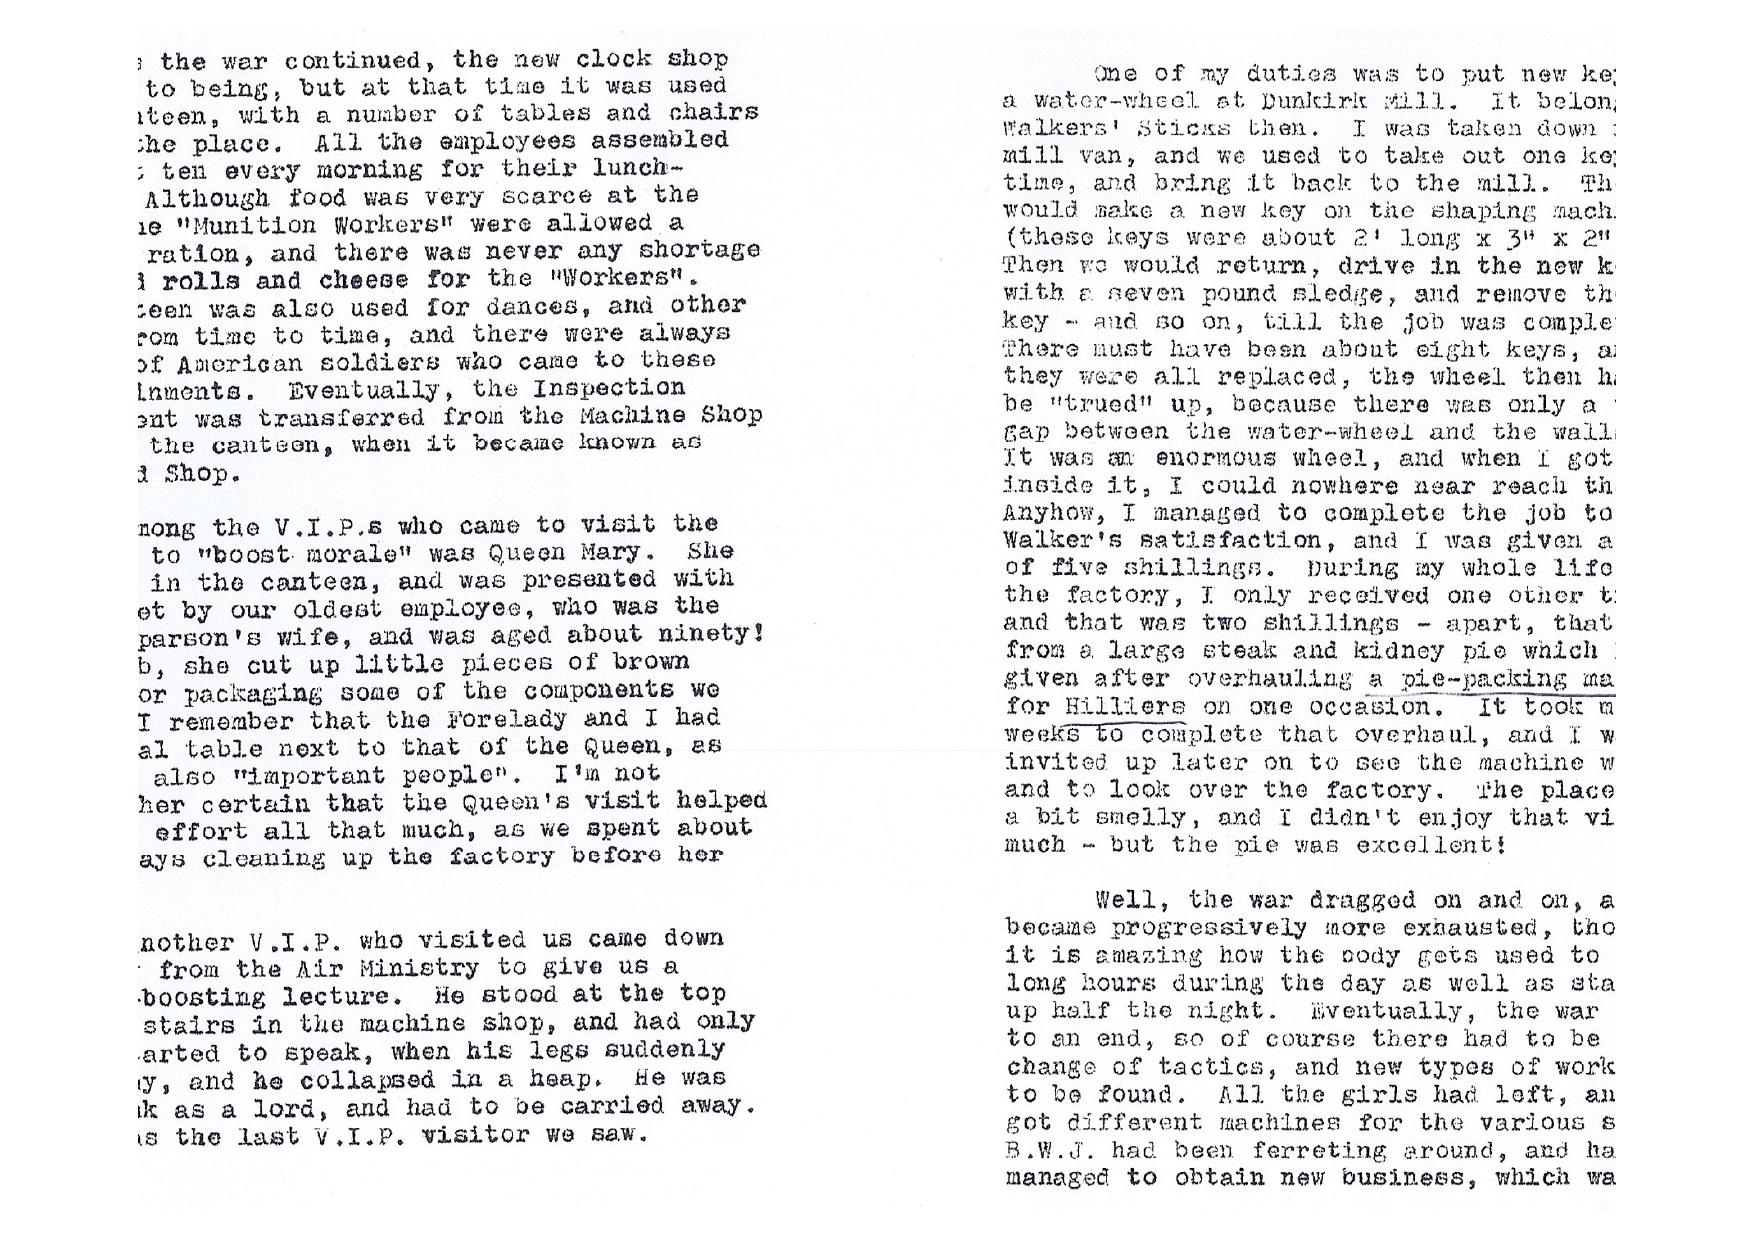 the war continued, the new clock shop
to being, but at that time it was used
teen, with a number of tables and chairs
the place. All the employees assembled
ten every morning for their lunch-
Although food was very scarce at the
"Munition Workers" were allowed a
ration, and there was never any shortage
rolls and cheese for the "Workers".
teen was also used for dances, and other
rom time to time, and there were always
of American soldiers who came to these
inments. Eventually, the Inspection
ent was transferred from the Machine Shop
the canteen, when it became known as
Shop.
mong the V.I.P.s who came to visit the
to "boost morale" was Queen Mary. She
in the canteen, and was presented with
et by our oldest employee, who was the
parson's wife, and was aged about ninety!
b, she cut up little pieces of brown
or packaging some of the components we
I remember that the Forelady and I had
al table next to that of the Queen, as
also "important people". I'm not
her certain that the Queen's visit helped
effort all that much, as we spent about
ays cleaning up the factory before her
nother V.I.P. who visited us came down
from the Air Ministry to give us a
boosting lecture. He stood at the top
stairs in the machine shop, and had only
arted to speak, when his legs suddenly
y, and he collapsed in a heap. He was
k as a lord, and had to be carried away.
s the last V.I.P. visitor we saw.
One of my duties was to put new key
a water-wheel at Dunkirk Mill. It belon
Walkers' Sticks then. I was taken down
mill van, and we used to take out one key
time, and bring it back to the mill. Th
would make a new key on the shaping mach
(these keys were about 2' long x 3" x 2"
Then we would return, drive in the new k
with a seven pound sledge, and remove th
key - and so on, till the job was comple
There must have been about eight keys, a
they were all replaced, the wheel then ha
be "trued" up, because there was only a
gap between the water-wheel and the wall
It was an enormous wheel, and when I got
inside it, I could nowhere near reach th
Anyhow, I managed to complete the job to
Walker's satisfaction, and I was given a
of five shillings. During my whole life
the factory, I only received one other t
and that was two shillings - apart, that
from a large steak and kidney pie which
given after overhauling a pie-packing ma
for Hilliers on one occasion. It took m
weeks to complete that overhaul, and I w
invited up later on to see the machine w
and to look over the factory. The place
a bit smelly, and I didn't enjoy that vi
much - but the pie was excellent!
Well, the war dragged on and on, a
became progressively more exhausted, tho
it is amazing how the body gets used to
long hours during the day as well as sta
up half the night. Eventually, the war
to an end, so of course there had to be
change of tactics, and new types of work
to be found. All the girls had left, an
got different machines for the various s
B.W.J. had been ferreting around, and ha
managed to obtain new business, which wa